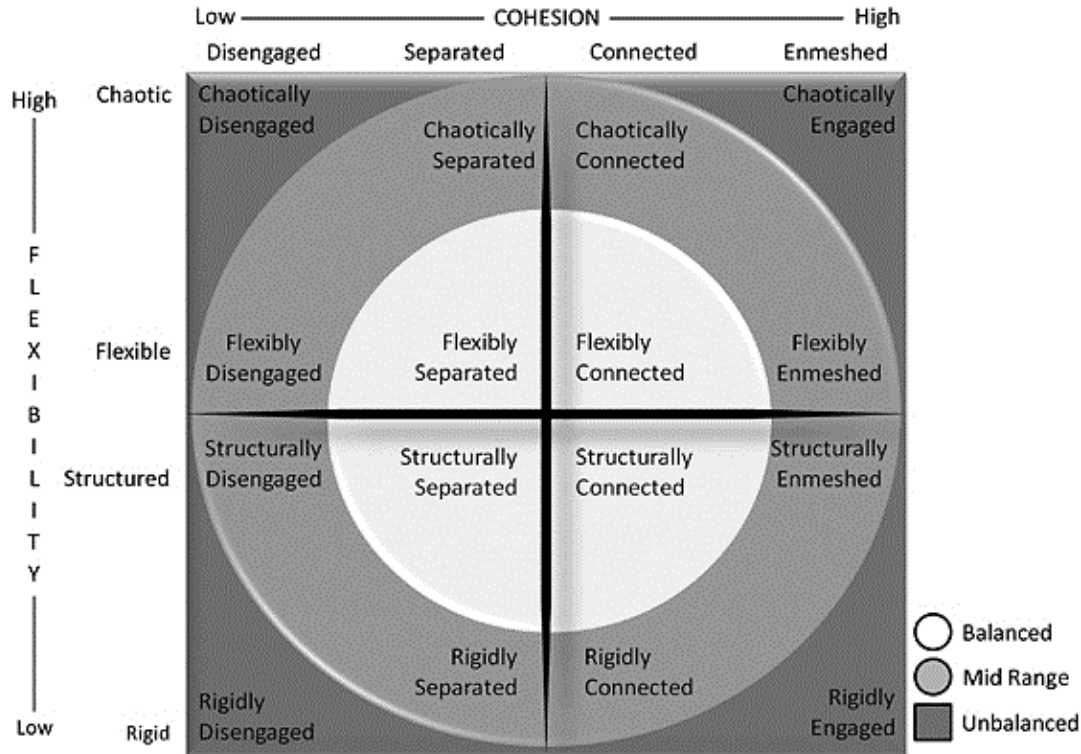 Low COHESION High
Disengaged Separated Connected Enmeshed
High
Chaotic
Chaotically
Disengaged
Chaotically
Separated
Chaotically
Connected
Chaotically
Engaged
FLEXIBILITY
Flexible
Flexibly
Disengaged
Flexibly
Separated
Flexibly
Connected
Flexibly
Enmeshed
Structured
Structurally
Disengaged
Structurally
Separated
Structurally
Connected
Structurally
Enmeshed
Low
Rigid
Rigidly
Disengaged
Rigidly
Separated
Rigidly
Connected
Rigidly
Engaged
Balanced
Mid Range
Unbalanced